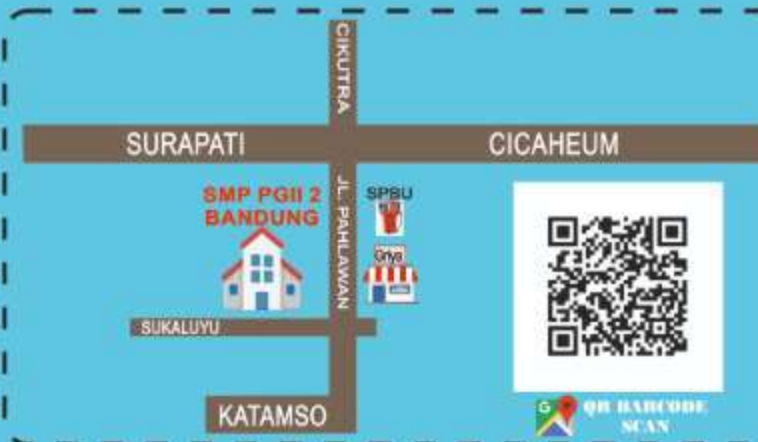 CIKUTRA
SURAPATI
CICAHEUM
SMP PGII 2
BANDUNG
JL. PAHLAWAN
SPBU
Griya
SUKALUYU
KATAMSO
G
QR BARCODE
SCAN